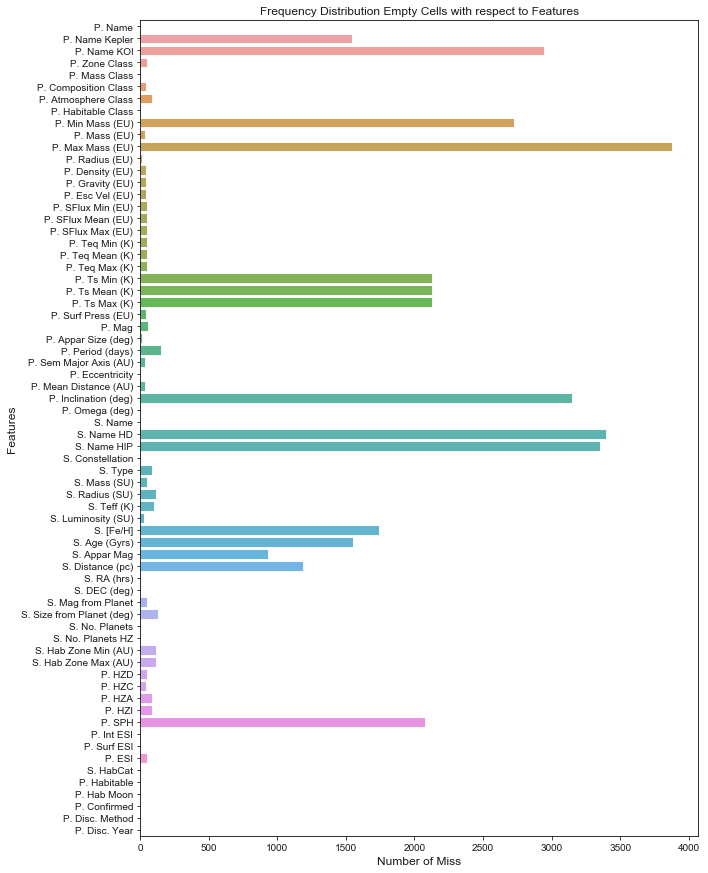 Frequency Distribution Empty Cells with respect to Features
P. Name
P. Name Kepler
P. Name KOI
P. Zone Class
P. Mass Class
P. Composition Class
P. Atmosphere Class
P. Habitable Class
P. Min Mass (EU)
P. Mass (EU)
P. Max Mass (EU)
P. Radius (EU)
P. Density (EU)
P. Gravity (EU)
P. Esc Vel (EU)
P. SFlux Min (EU)
P. SFlux Mean (EU)
P. SFlux Max (EU)
P. Teq Min (K)
P. Teq Mean (K)
P. Teq Max (K)
P. Ts Min (K)
P. Ts Mean (K)
P. Ts Max (K)
P. Surf Press (EU)
P. Mag
P. Appar Size (deg)
P. Period (days)
P. Sem Major Axis (AU)
P. Eccentricity
P. Mean Distance (AU)
P. Inclination (deg)
P. Omega (deg)
S. Name
S. Name HD
S. Name HIP
S. Constellation
S. Type
S. Mass (SU)
S. Radius (SU)
S. Teff (K)
S. Luminosity (SU)
S. [Fe/H]
S. Age (Gyrs)
S. Appar Mag
S. Distance (pc)
S. RA (hrs)
S. DEC (deg)
S. Mag from Planet
S. Size from Planet (deg)
S. No. Planets
S. No. Planets HZ
S. Hab Zone Min (AU)
S. Hab Zone Max (AU)
P. HZD
P. HZC
P. HZA
P. HZI
P. SPH
P. Int ESI
P. Surf ESI
P. ESI
S. HabCat
P. Habitable
P. Hab Moon
P. Confirmed
P. Disc. Method
P. Disc. Year
Features
0 500 1000 1500 2000 2500 3000 3500 4000
Number of Miss